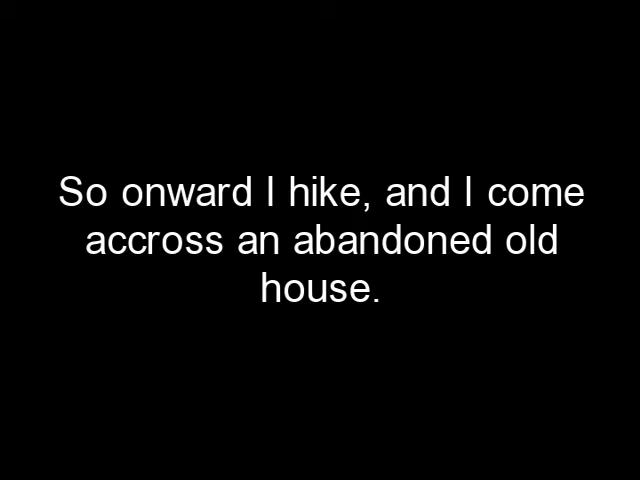 So onward I hike, and I come
accross an abandoned old
house.